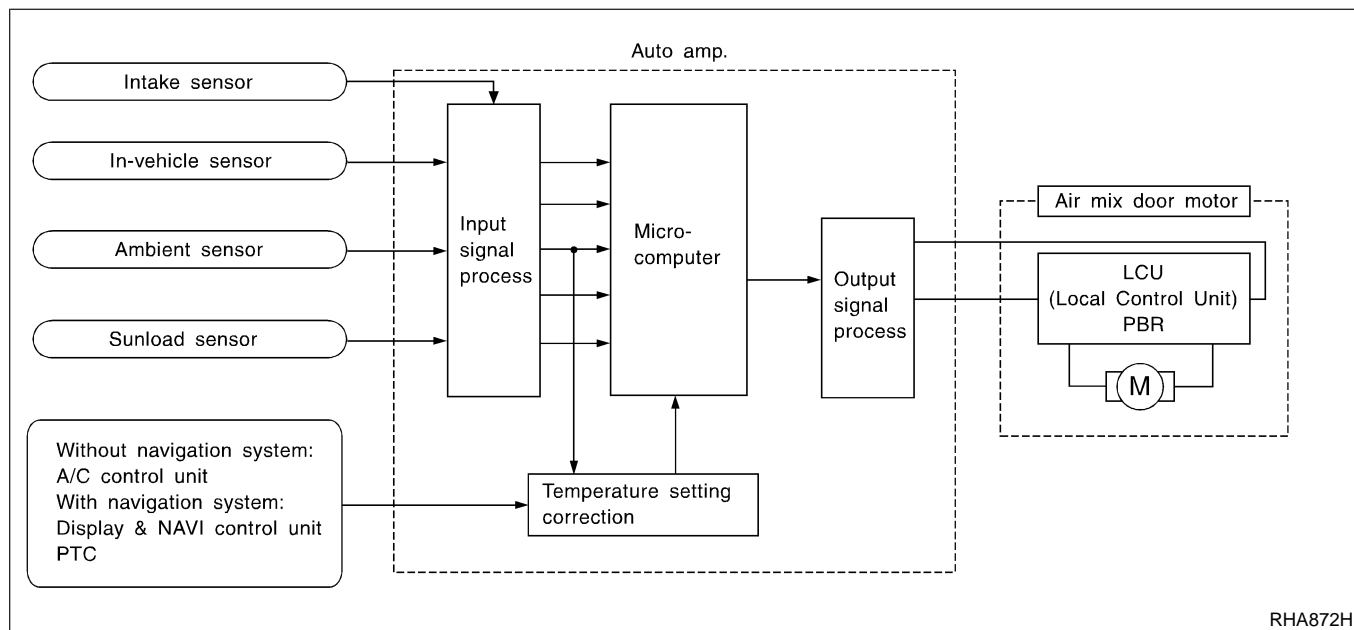 Auto amp.
Intake sensor
In-vehicle sensor
Ambient sensor
Sunload sensor
Without navigation system:
A/C control unit
With navigation system:
Display & NAVI control unit
PTC
Input
signal
process
Micro-
computer
Temperature setting
correction
Output
signal
process
Air mix door motor
LCU
(Local Control Unit)
PBR
M
RHA872H